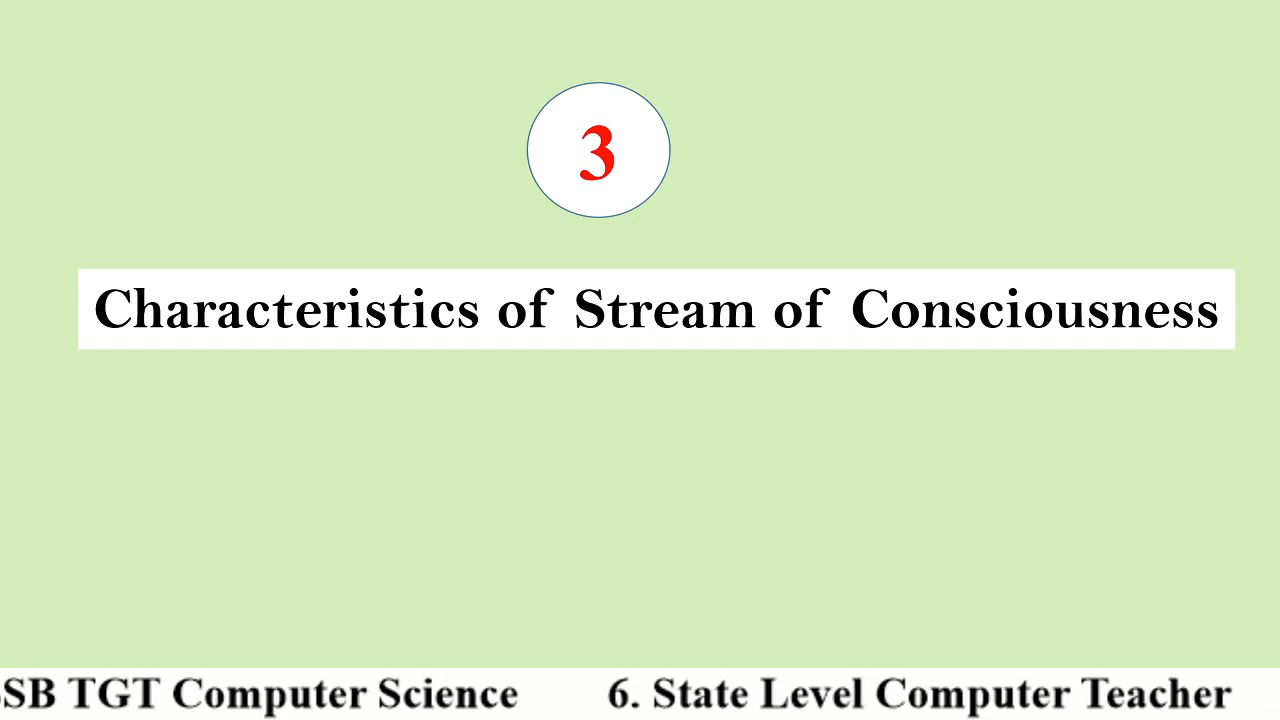 3
Characteristics of Stream of Consciousness
SB TGT Computer Science 6. State Level Computer Teacher